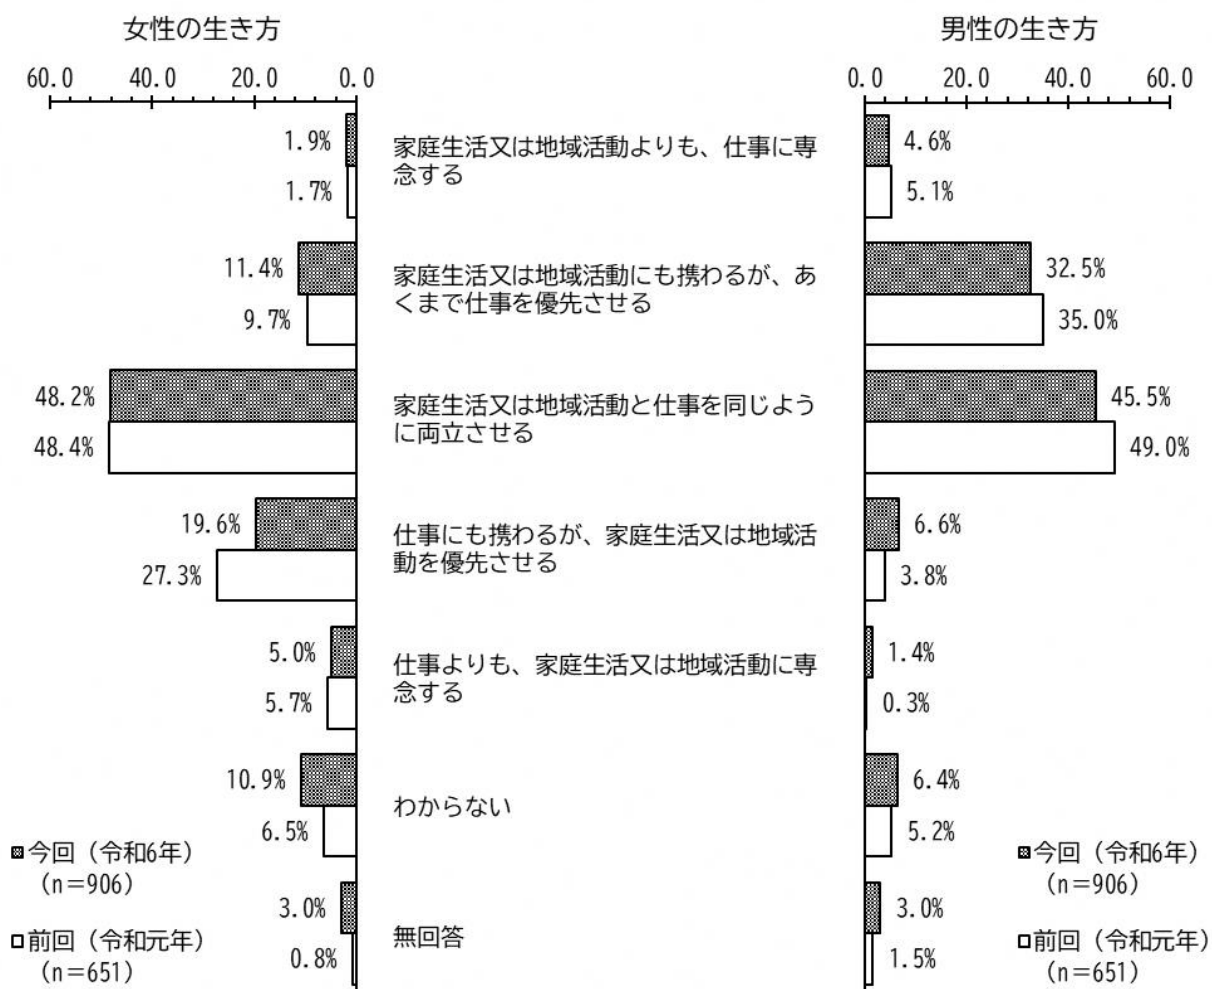 女性の生き方
男性の生き方
60.0 40.0 20.0 0.0
0.0 20.0 40.0 60.0
1.9%
1.7%
家庭生活又は地域活動よりも、仕事に専
念する
4.6%
5.1%
11.4%
9.7%
家庭生活又は地域活動にも携わるが、あ
くまで仕事を優先させる
32.5%
35.0%
48.2%
48.4%
家庭生活又は地域活動と仕事を同じよう
に両立させる
45.5%
49.0%
19.6%
27.3%
仕事にも携わるが、家庭生活又は地域活
動を優先させる
6.6%
3.8%
5.0%
5.7%
仕事よりも、家庭生活又は地域活動に専
念する
1.4%
0.3%
10.9%
6.5%
わからない
6.4%
5.2%
3.0%
0.8%
無回答
3.0%
1.5%
今回（令和6年）
（n＝906）
前回（令和元年）
（n＝651）
今回（令和6年）
（n＝906）
前回（令和元年）
（n＝651）